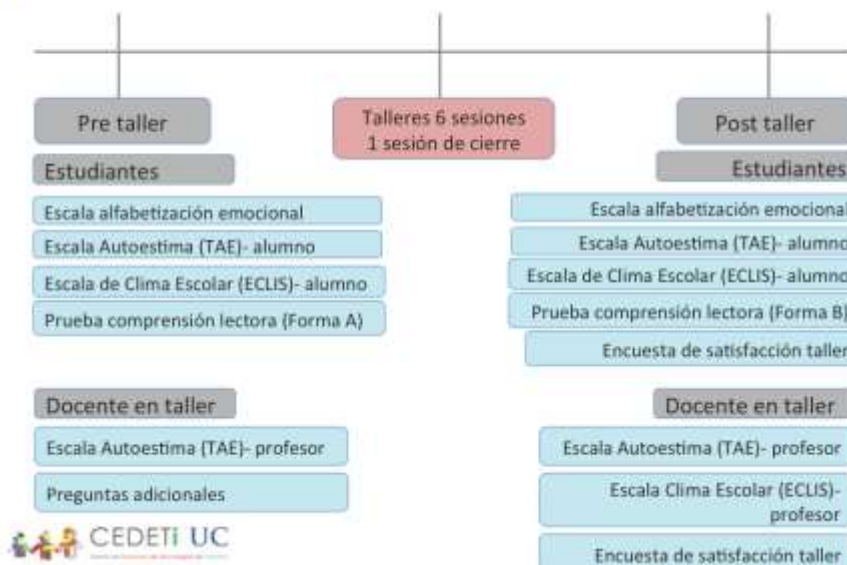 Pre taller
Talleres 6 sesiones
1 sesión de cierre
Post taller
Estudiantes
Escala alfabetización emocional
Escala Autoestima (TAE)- alumno
Escala de Clima Escolar (ECLIS)- alumno
Prueba comprensión lectora (Forma A)
Estudiantes
Escala alfabetización emocional
Escala Autoestima (TAE)- alumno
Escala de Clima Escolar (ECLIS)- alumno
Prueba comprensión lectora (Forma B)
Encuesta de satisfacción taller
Docente en taller
Escala Autoestima (TAE)- profesor
Preguntas adicionales
Docente en taller
Escala Autoestima (TAE)- profesor
Escala Clima Escolar (ECLIS)-
profesor
Encuesta de satisfacción taller
CEDETi UC